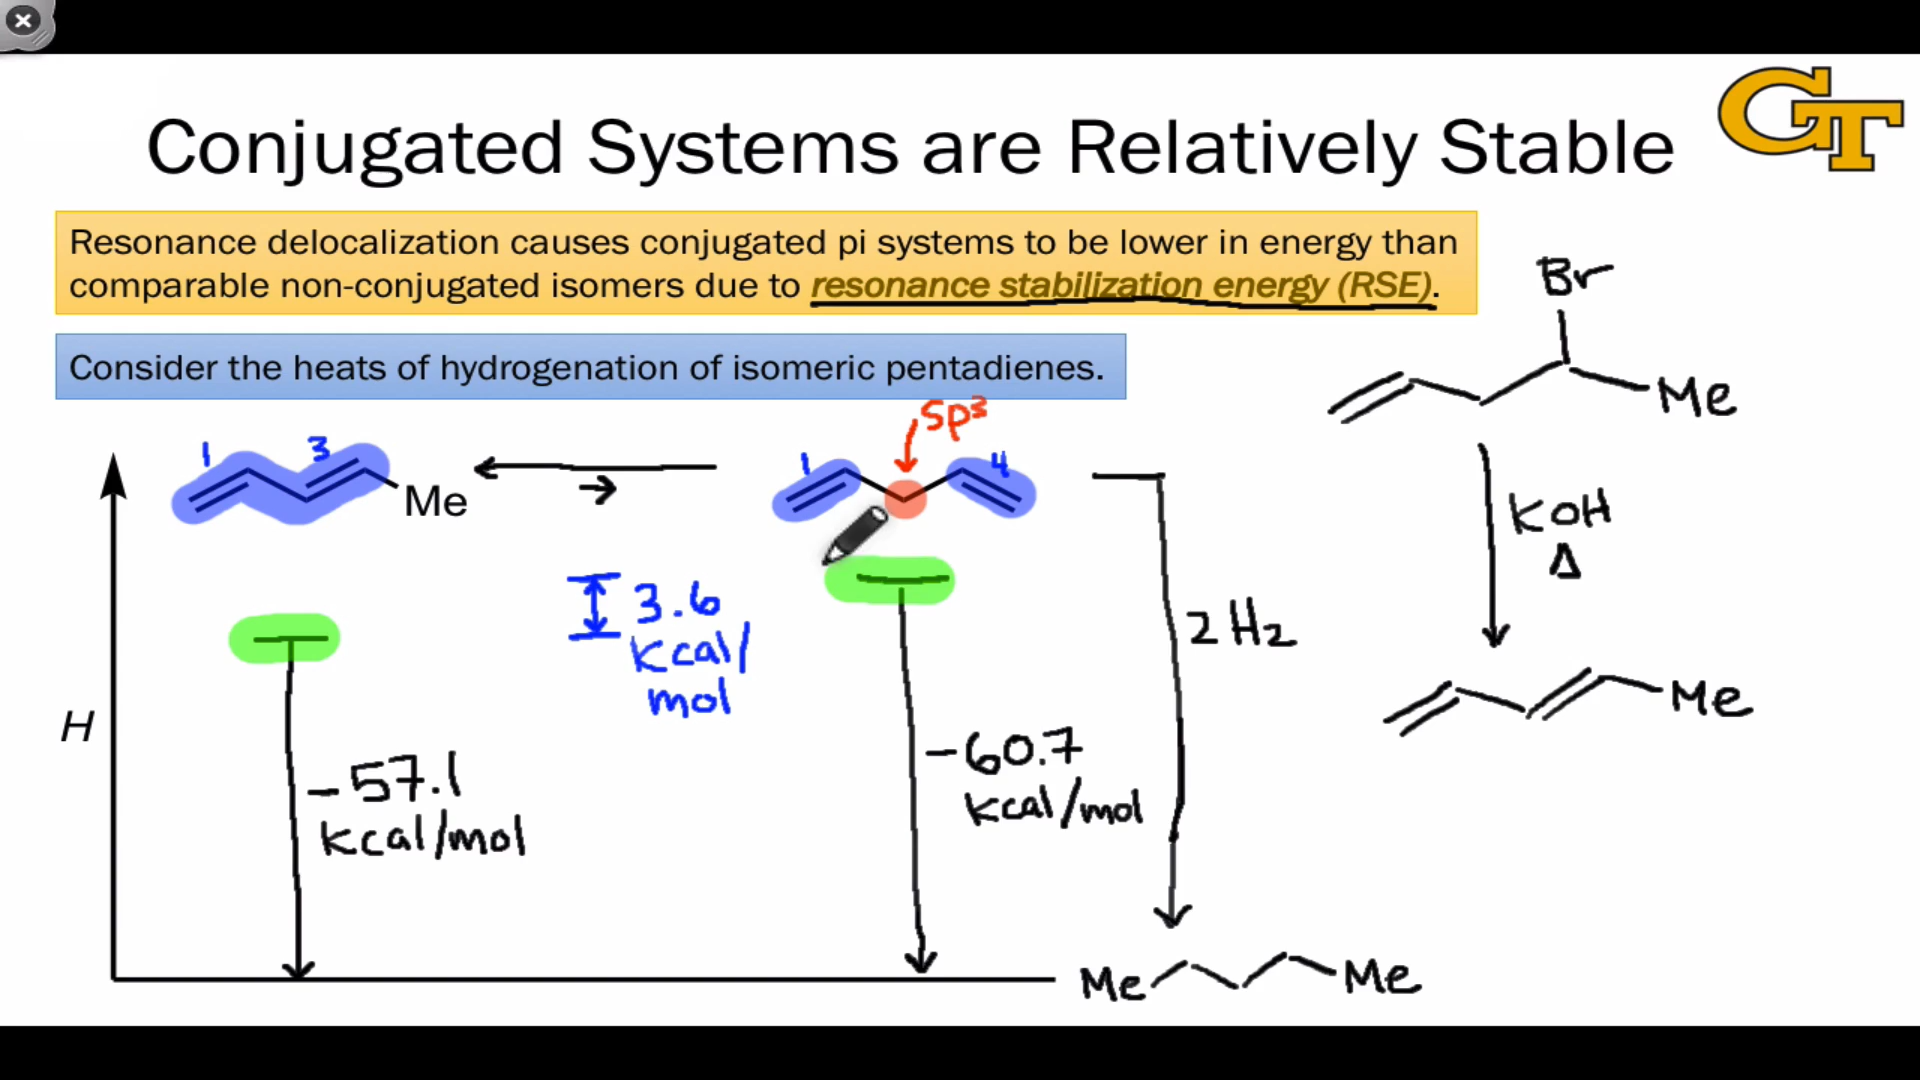 Conjugated Systems are Relatively Stable
GT
Resonance delocalization causes conjugated pi systems to be lower in energy than
comparable non-conjugated isomers due to resonance stabilization energy (RSE).
Consider the heats of hydrogenation of isomeric pentadienes.
Br
Me
KOH
Δ
Me
sp³
1
3
Me
1
4
3.6
kcal/
mol
2 H₂
H
-57.1
kcal/mol
-60.7
kcal/mol
Me
Me